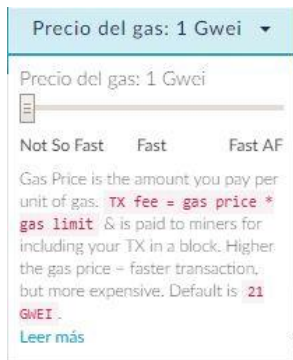 Precio del gas: 1 Gwei
Precio del gas: 1 Gwei
Not So Fast Fast Fast AF
Gas Price is the amount you pay per
unit of gas. TX fee = gas price *
gas limit & is paid to miners for
including your TX in a block. Higher
the gas price = faster transaction,
but more expensive. Default is 21
GWEI .
Leer más